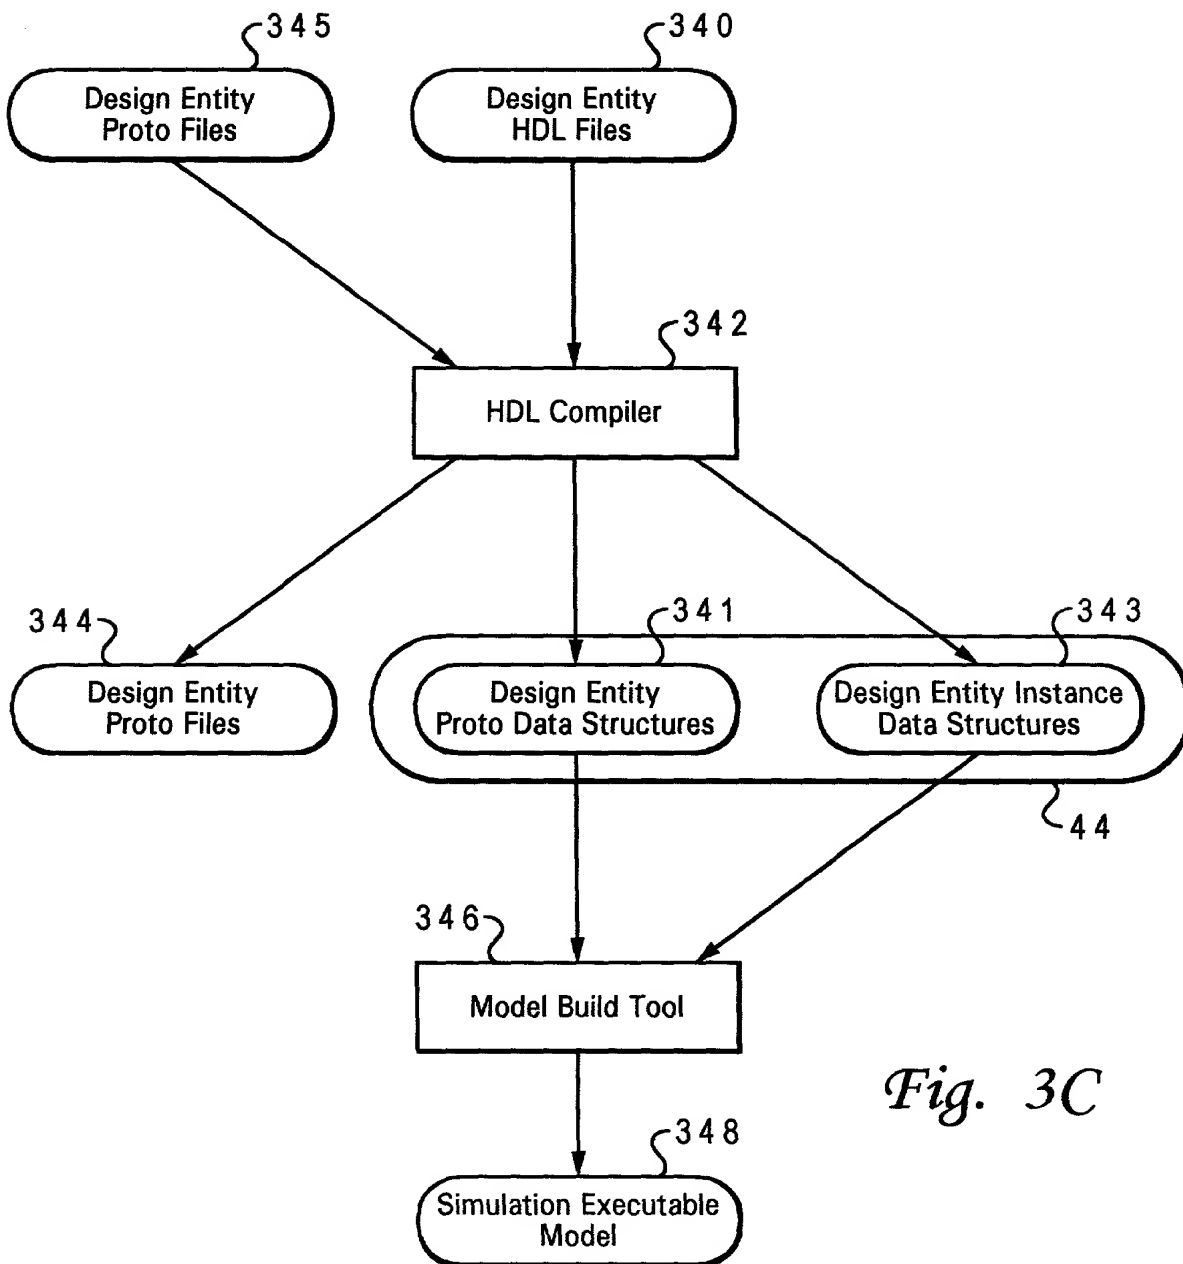 345
340
Design Entity
Proto Files
Design Entity
HDL Files
342
HDL Compiler
344
341
343
Design Entity
Proto Files
Design Entity
Proto Data Structures
Design Entity Instance
Data Structures
44
346
Model Build Tool
Fig. 3C
348
Simulation Executable
Model